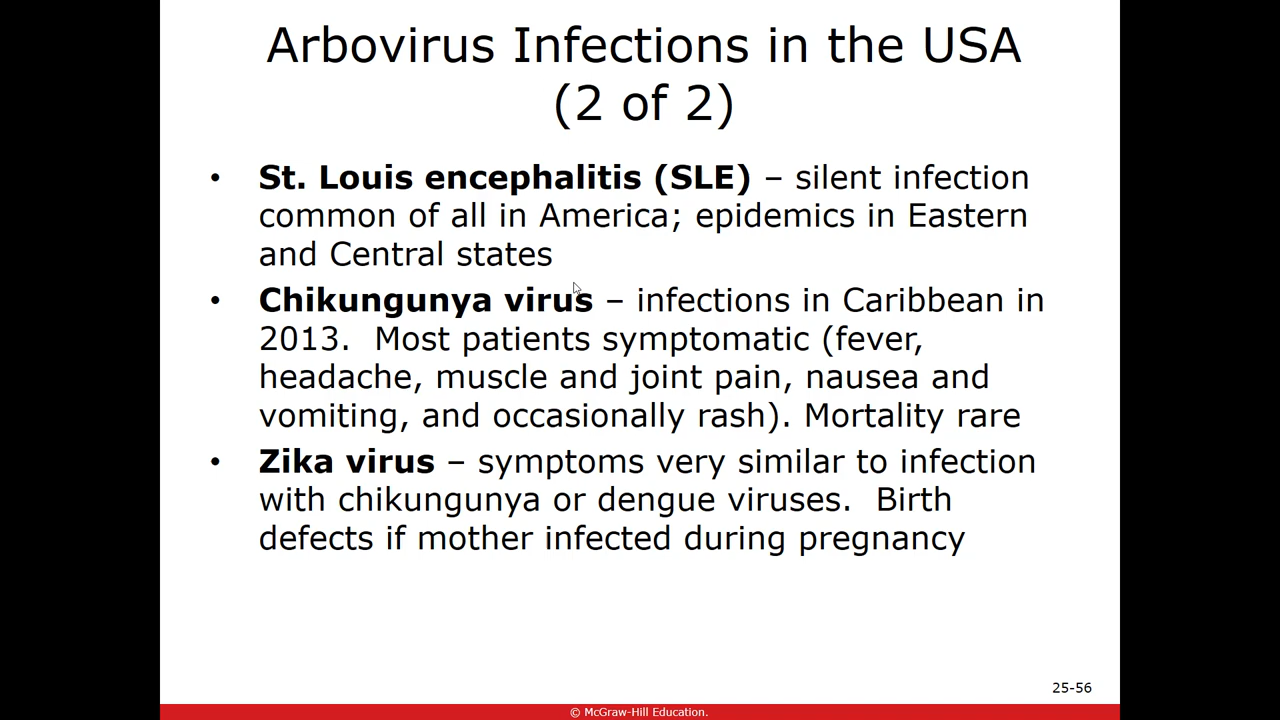 Arbovirus Infections in the USA
(2 of 2)
• St. Louis encephalitis (SLE) – silent infection
common of all in America; epidemics in Eastern
and Central states
• Chikungunya virus – infections in Caribbean in
2013.  Most patients symptomatic (fever,
headache, muscle and joint pain, nausea and
vomiting, and occasionally rash). Mortality rare
• Zika virus – symptoms very similar to infection
with chikungunya or dengue viruses.  Birth
defects if mother infected during pregnancy
25-56
© McGraw-Hill Education.